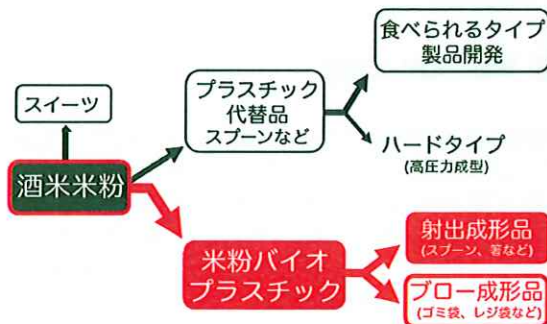 食べられるタイプ
製品開発
スイーツ
プラスチック
代替品
スプーンなど
ハードタイプ
(高圧力成型)
酒米米粉
米粉バイオ
プラスチック
射出成形品
(スプーン、箸など)
ブロー成形品
(ゴミ袋、レジ袋など)